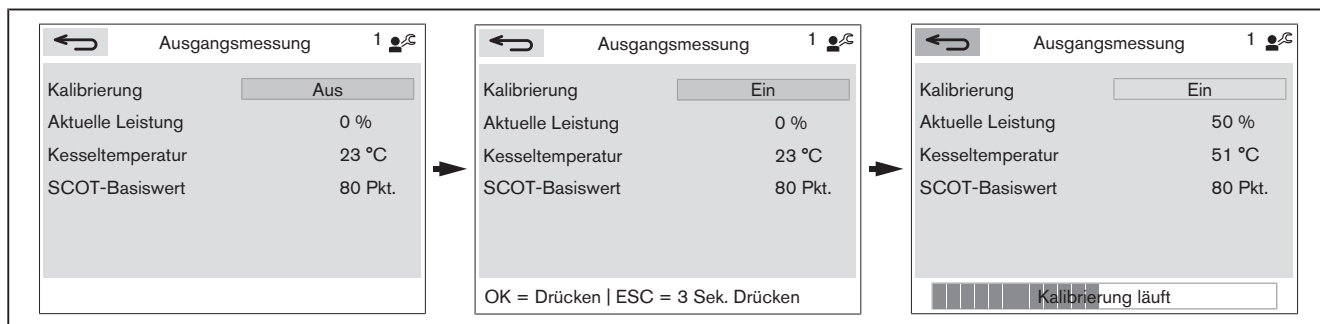 Ausgangsmessung 1
Kalibrierung Aus
Aktuelle Leistung 0 %
Kesseltemperatur 23 °C
SCOT-Basiswert 80 Pkt.
Ausgangsmessung 1
Kalibrierung Ein
Aktuelle Leistung 0 %
Kesseltemperatur 23 °C
SCOT-Basiswert 80 Pkt.
OK = Drücken | ESC = 3 Sek. Drücken
Ausgangsmessung 1
Kalibrierung Ein
Aktuelle Leistung 50 %
Kesseltemperatur 51 °C
SCOT-Basiswert 80 Pkt.
Kalibrierung läuft